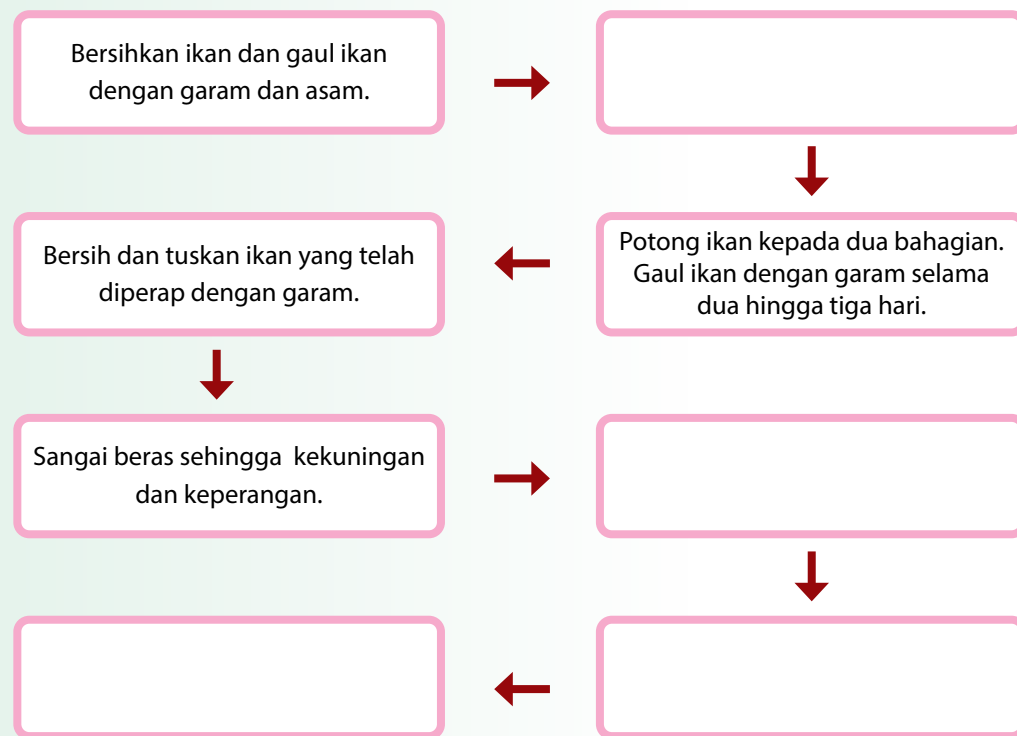 Bersihkan ikan dan gaul ikan
dengan garam dan asam.
Potong ikan kepada dua bahagian.
Gaul ikan dengan garam selama
dua hingga tiga hari.
Bersih dan tuskan ikan yang telah
diperap dengan garam.
Sangai beras sehingga kekuningan
dan keperangan.